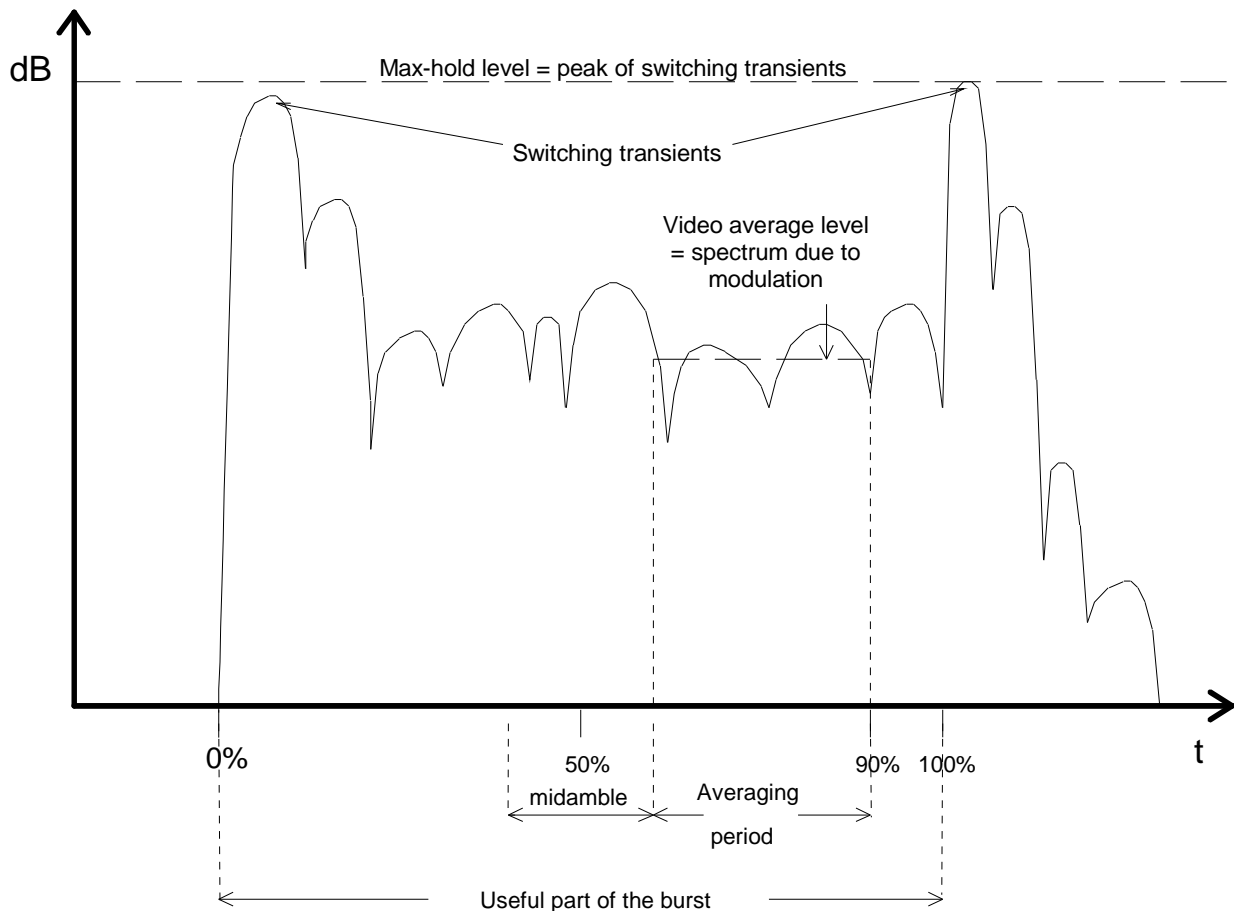 dB
Max-hold level = peak of switching transients
Switching transients
Video average level
= spectrum due to
modulation
0%
50%
90%
100%
t
midamble
Averaging
period
Useful part of the burst